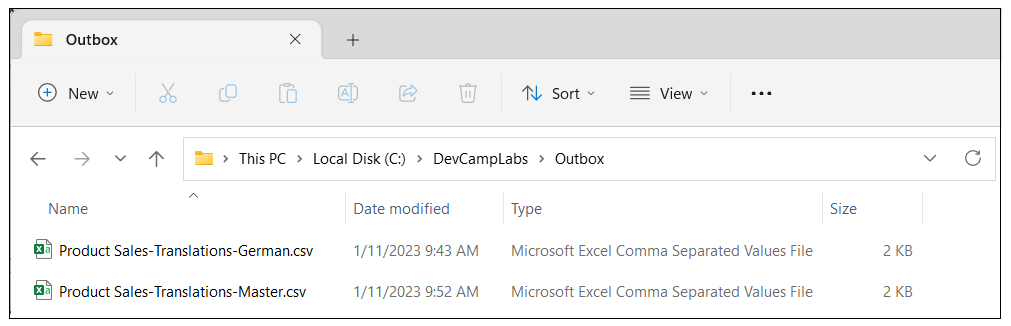 Outbox
New Sort View
This PC Local Disk (C:) DevCampLabs Outbox
Name Date modified Type Size
Product Sales-Translations-German.csv 1/11/2023 9:43 AM Microsoft Excel Comma Separated Values File 2 KB
Product Sales-Translations-Master.csv 1/11/2023 9:52 AM Microsoft Excel Comma Separated Values File 2 KB